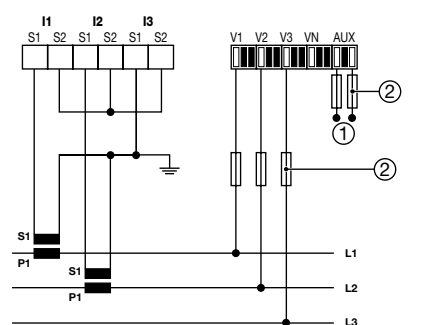 I1 I2 I3
S1 S2 S1 S2 S1 S2
V1 V2 V3 VN AUX
2
1
2
S1
P1
L1
S1
P1
L2
L3